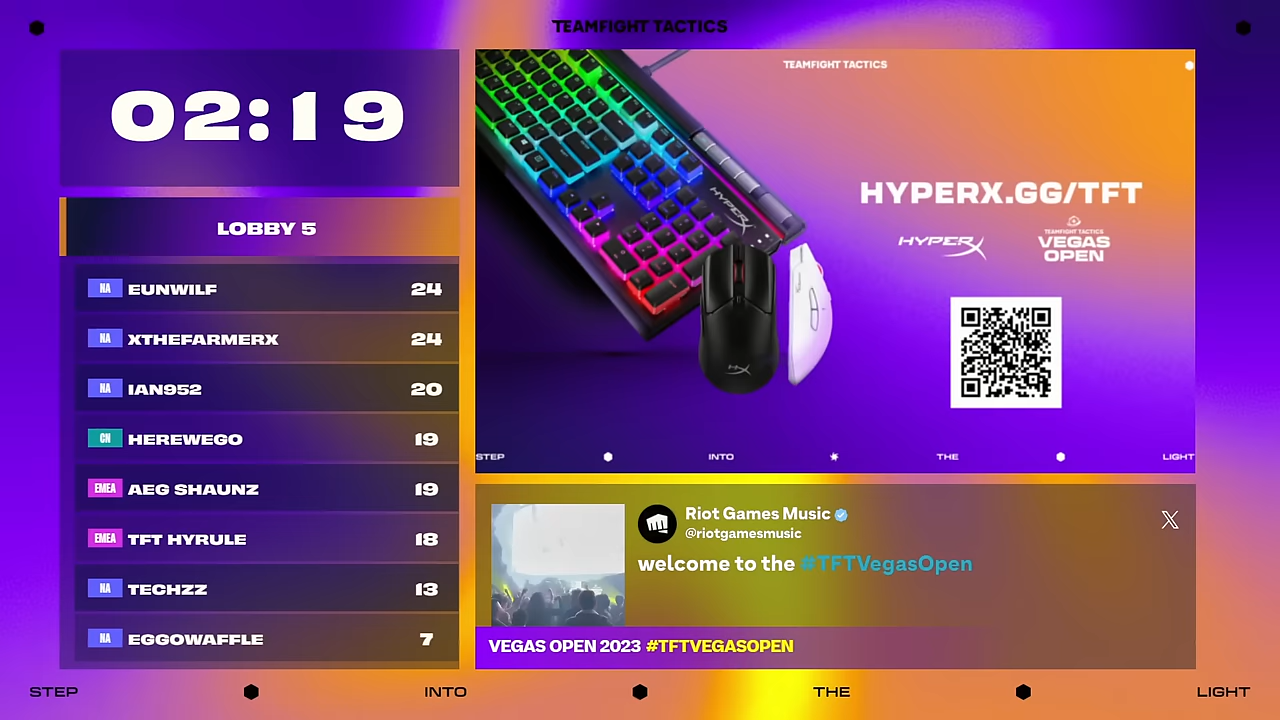 TEAMFIGHT TACTICS
02:19
LOBBY 5
NA EUNWILF 24
NA XTHEFARMERX 24
NA IAN952 20
CN HEREWEGO 19
EMEA AEG SHAUNZ 19
EMEA TFT HYRULE 18
NA TECHZZ 13
NA EGGOWAFFLE 7
TEAMFIGHT TACTICS
HYPERX
HYPERX.GG/TFT
HYPERX
TEAMFIGHT TACTICS
VEGAS
OPEN
STEP INTO THE LIGHT
Riot Games Music
@riotgamesmusic
welcome to the #TFTVegasOpen
VEGAS OPEN 2023 #TFTVEGASOPEN
STEP INTO THE LIGHT